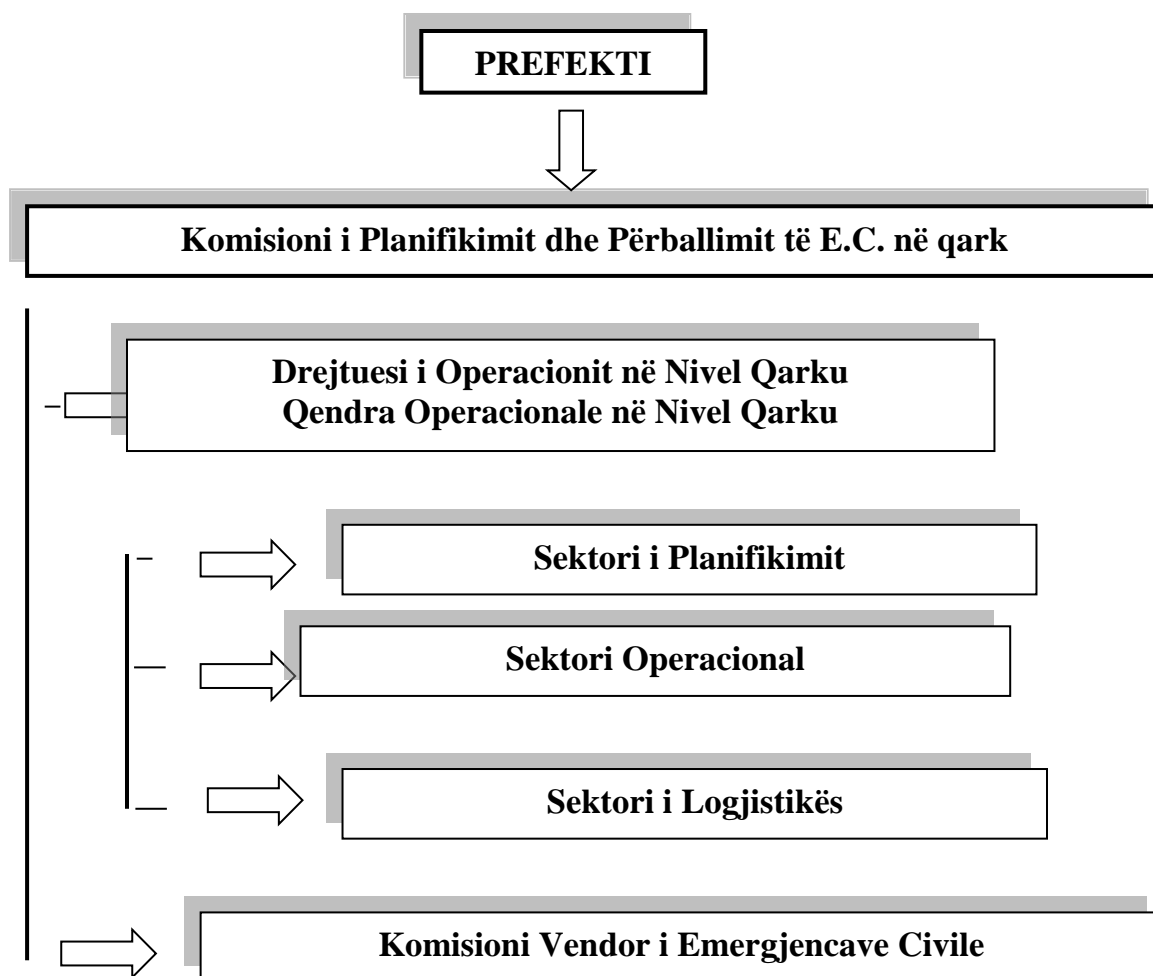 PREFEKTI
Komisioni i Planifikimit dhe Përballimit të E.C. në qark
Drejtuesi i Operacionit në Nivel Qarku
Qendra Operacionale në Nivel Qarku
Sektori i Planifikimit
Sektori Operacional
Sektori i Logjistikës
Komisioni Vendor i Emergjencave Civile